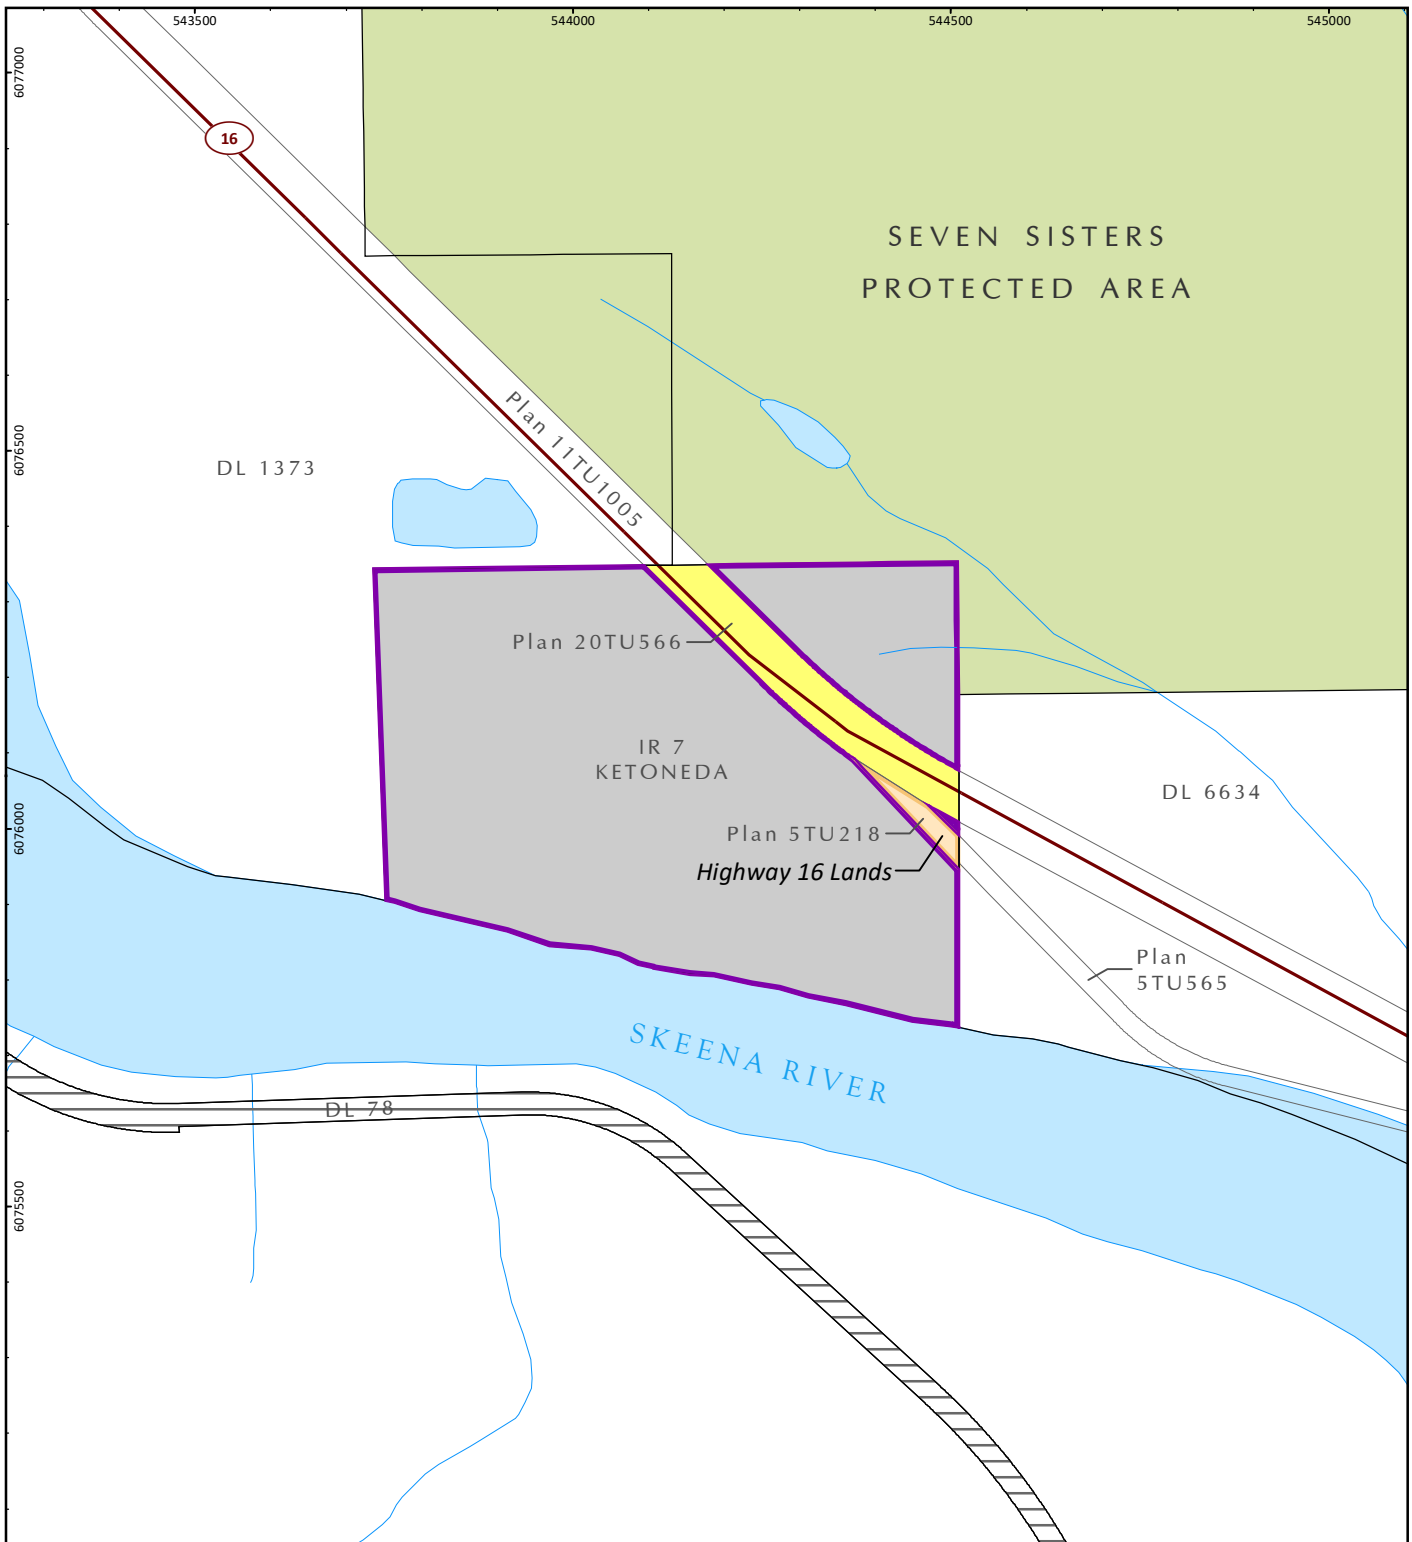 543500
544000
544500
545000
6077000
16
SEVEN SISTERS
PROTECTED AREA
Plan 11TU1005
6076500
DL 1373
Plan 20TU566
IR 7
KETONEDA
DL 6634
6076000
Plan 5TU218
Highway 16 Lands
Plan
5TU565
SKEENA RIVER
DL 78
6075500